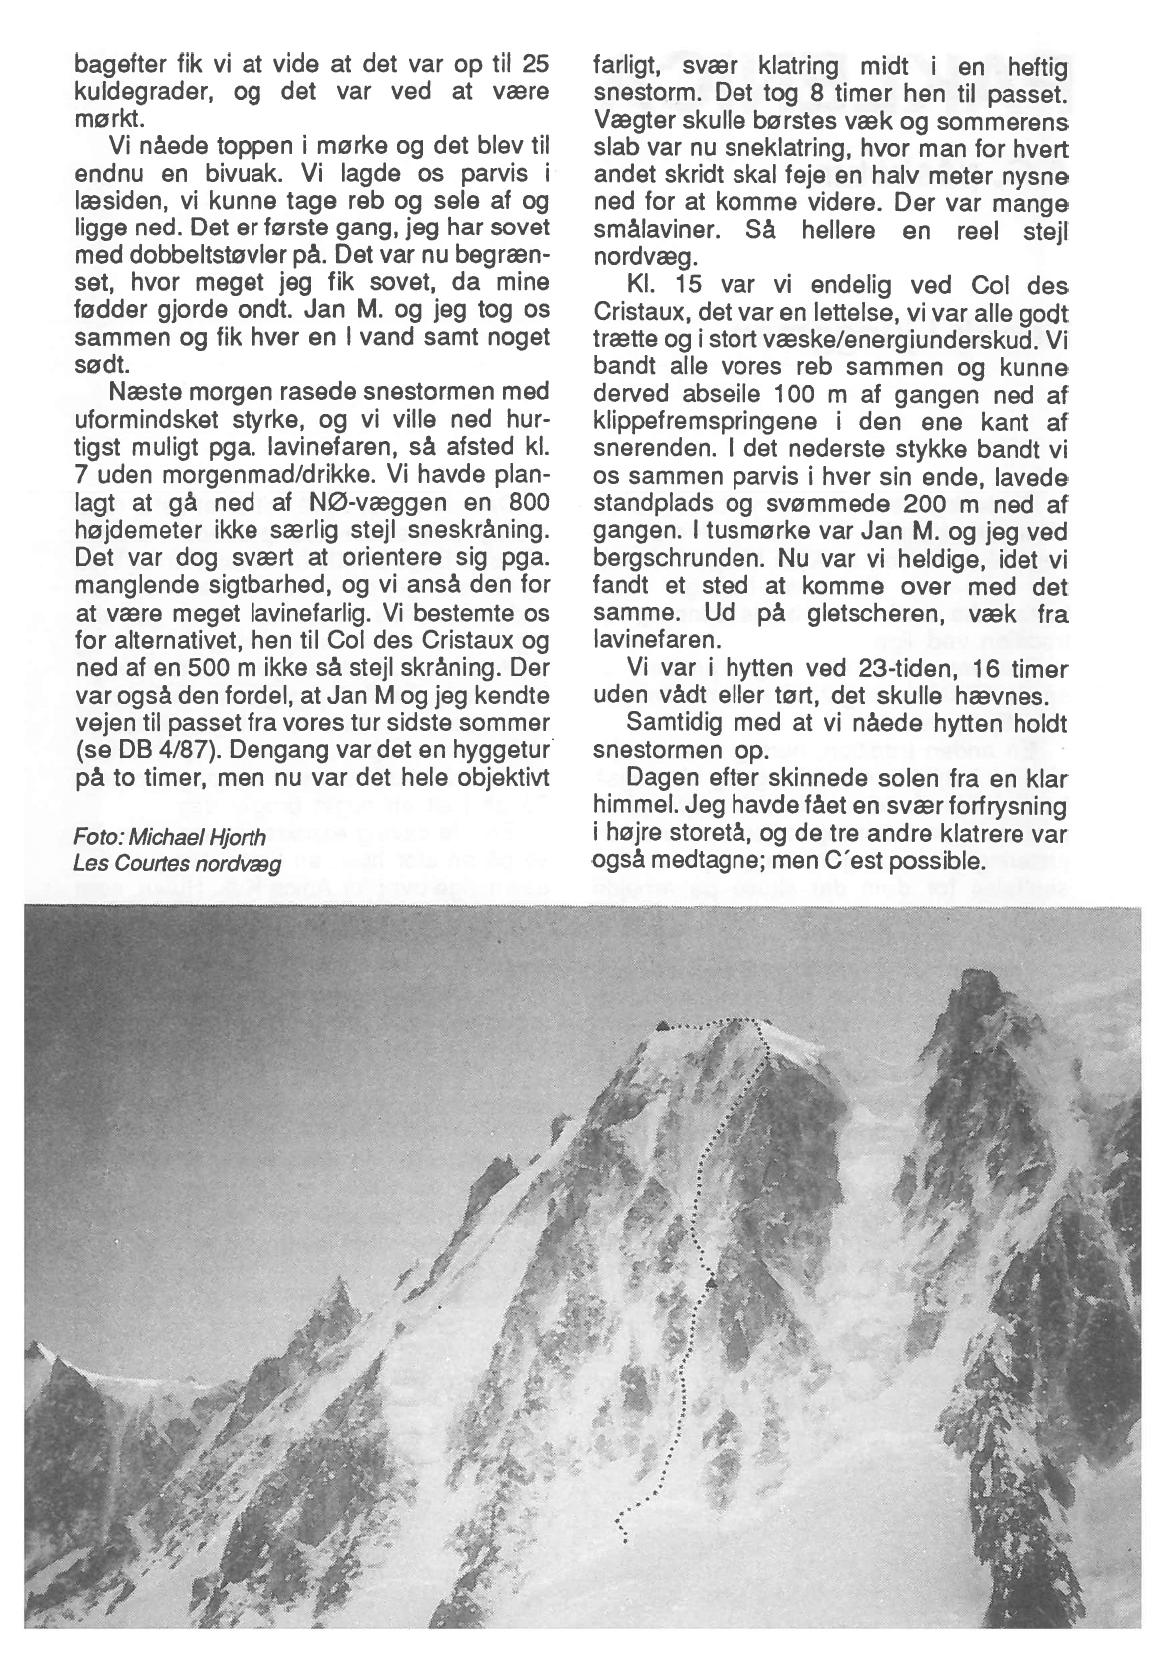 bagefter fik vi at vide at det var op til 25
kuldegrader, og det var ved at være
mørkt.
Vi nåede toppen i mørke og det blev til
endnu en bivuak. Vi lagde os parvis i
læsiden, vi kunne tage reb og sele af og
ligge ned. Det er første gang, jeg har sovet
med dobbeltstøvler på. Det var nu begræn-
set, hvor meget jeg fik sovet, da mine
fødder gjorde ondt. Jan M. og jeg tog os
sammen og fik hver en l vand samt noget
sødt.
Næste morgen rasede snestormen med
uformindsket styrke, og vi ville ned hur-
tigst muligt pga. lavinefaren, så afsted kl.
7 uden morgenmad/drikke. Vi havde plan-
lagt at gå ned af NØ-væggen en 800
højdemeter ikke særlig stejl sneskråning.
Det var dog svært at orientere sig pga.
manglende sigtbarhed, og vi anså den for
at være meget lavinefarlig. Vi bestemte os
for alternativet, hen til Col des Cristaux og
ned af en 500 m ikke så stejl skråning. Der
var også den fordel, at Jan M og jeg kendte
vejen til passet fra vores tur sidste sommer
(se DB 4/87). Dengang var det en hyggetur
på to timer, men nu var det hele objektivt
Foto: Michael Hjorth
Les Courtes nordvæg
farligt, svær klatring midt i en heftig
snestorm. Det tog 8 timer hen til passet.
Vægter skulle børstes væk og sommerens
slab var nu sneklatring, hvor man for hvert
andet skridt skal feje en halv meter nysne
ned for at komme videre. Der var mange
smålaviner. Så hellere en reel stejl
nordvæg.
Kl. 15 var vi endelig ved Col des
Cristaux, det var en lettelse, vi var alle godt
trætte og i stort væske/energiunderskud. Vi
bandt alle vores reb sammen og kunne
derved abseile 100 m af gangen ned af
klippefremspringene i den ene kant af
snerenden. I det nederste stykke bandt vi
os sammen parvis i hver sin ende, lavede
standplads og svømmede 200 m ned af
gangen. I tusmørke var Jan M. og jeg ved
bergschrunden. Nu var vi heldige, idet vi
fandt et sted at komme over med det
samme. Ud på gletscheren, væk fra
lavinefaren.
Vi var i hytten ved 23-tiden, 16 timer
uden vådt eller tørt, det skulle hævnes.
Samtidig med at vi nåede hytten holdt
snestormen op.
Dagen efter skinnede solen fra en klar
himmel. Jeg havde fået en svær forfrysning
i højre storetå, og de tre andre klatrere var
også medtagne; men C´est possible.